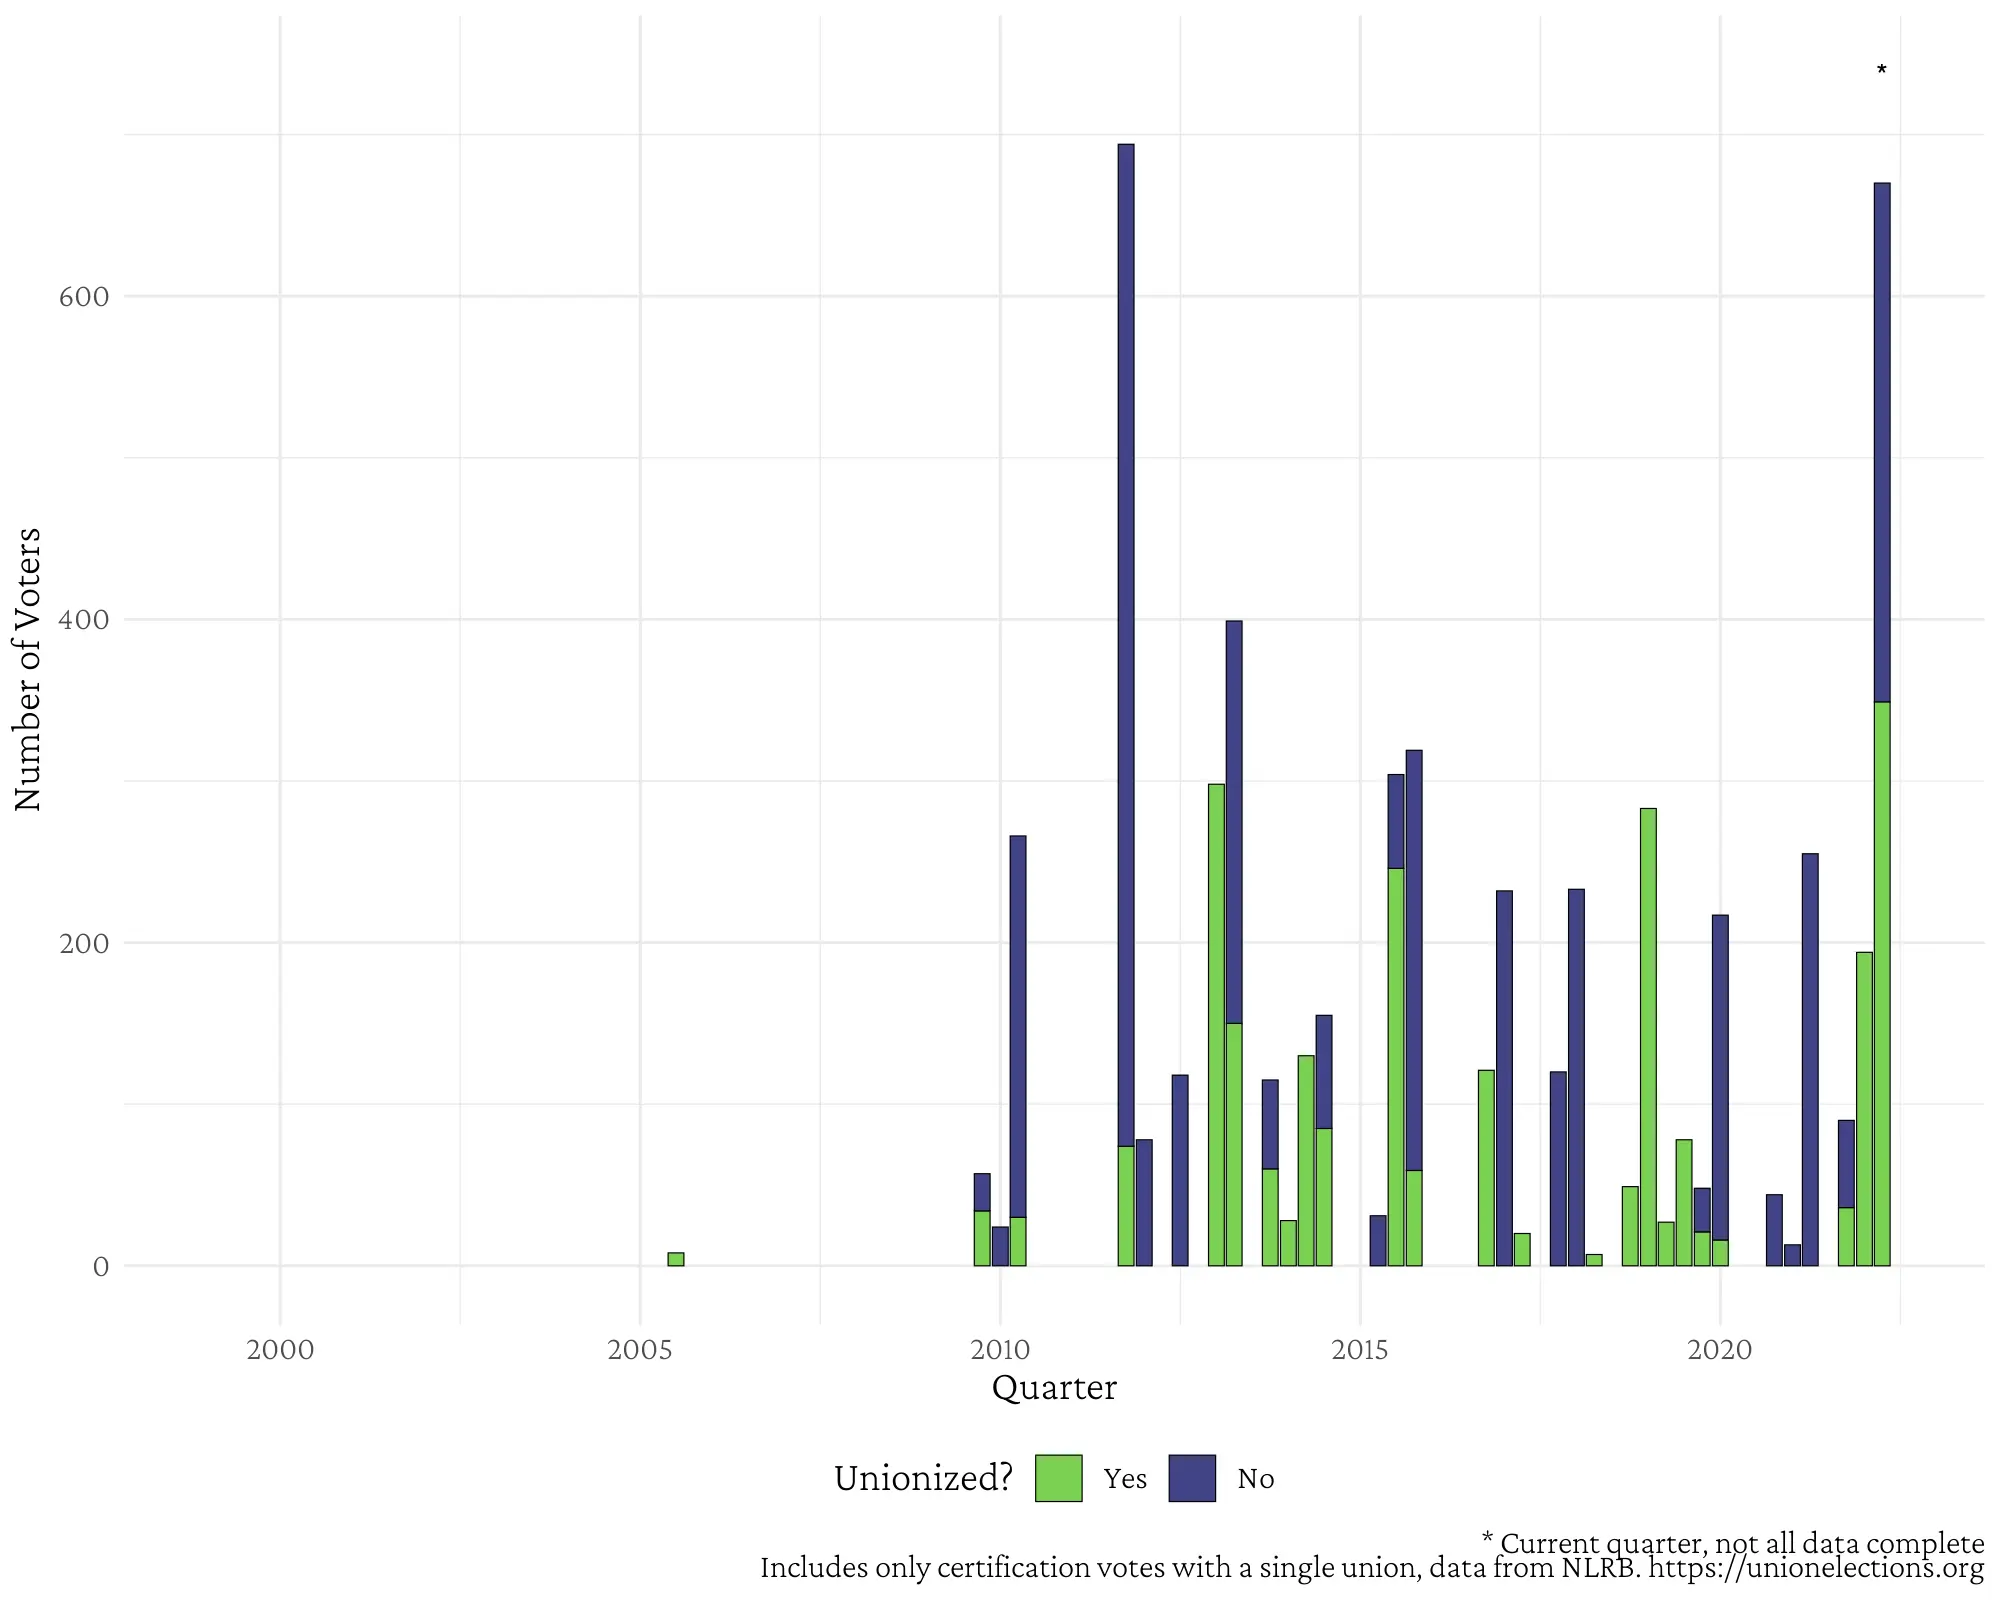 *
600
400
200
0
Number of Voters
2000 2005 2010 2015 2020
Quarter
Unionized? Yes No
* Current quarter, not all data complete
Includes only certification votes with a single union, data from NLRB. https://unionelections.org